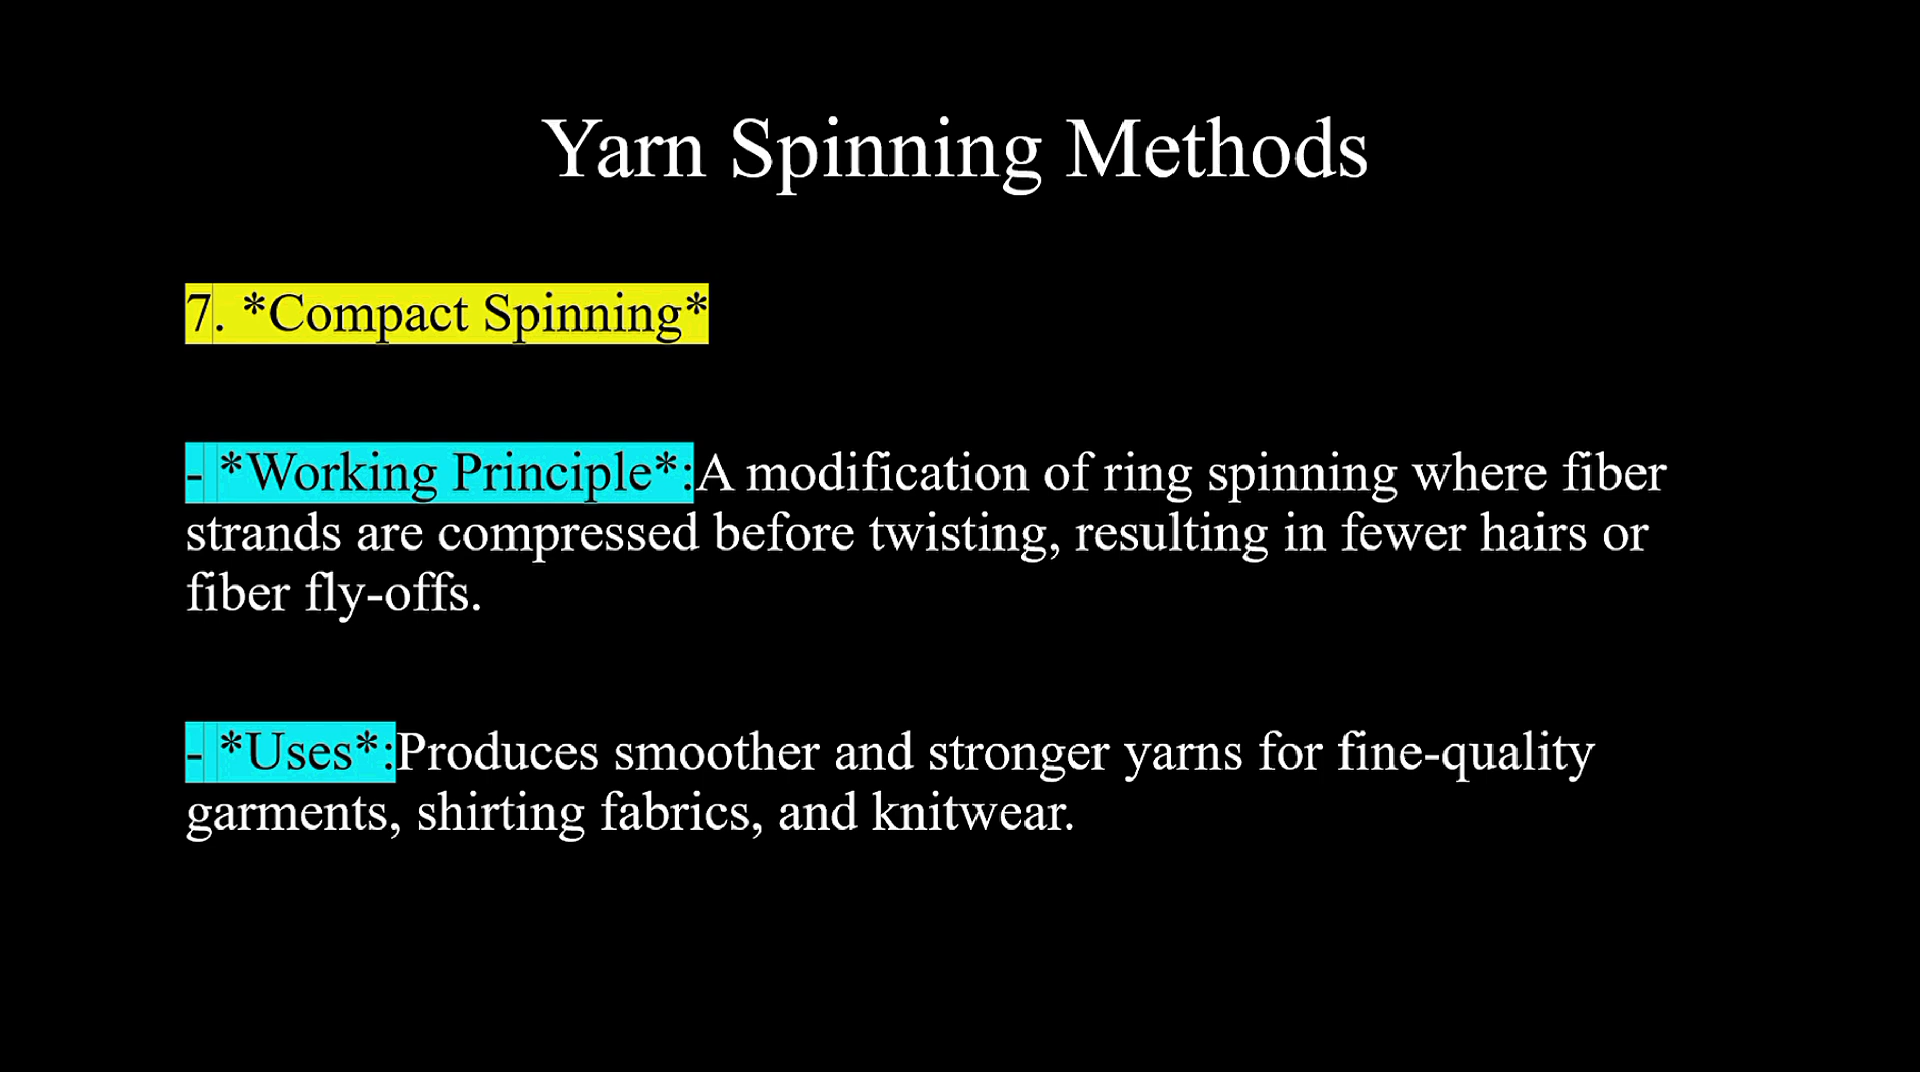 Yarn Spinning Methods
7. *Compact Spinning*
- *Working Principle*:A modification of ring spinning where fiber
strands are compressed before twisting, resulting in fewer hairs or
fiber fly-offs.
- *Uses*:Produces smoother and stronger yarns for fine-quality
garments, shirting fabrics, and knitwear.